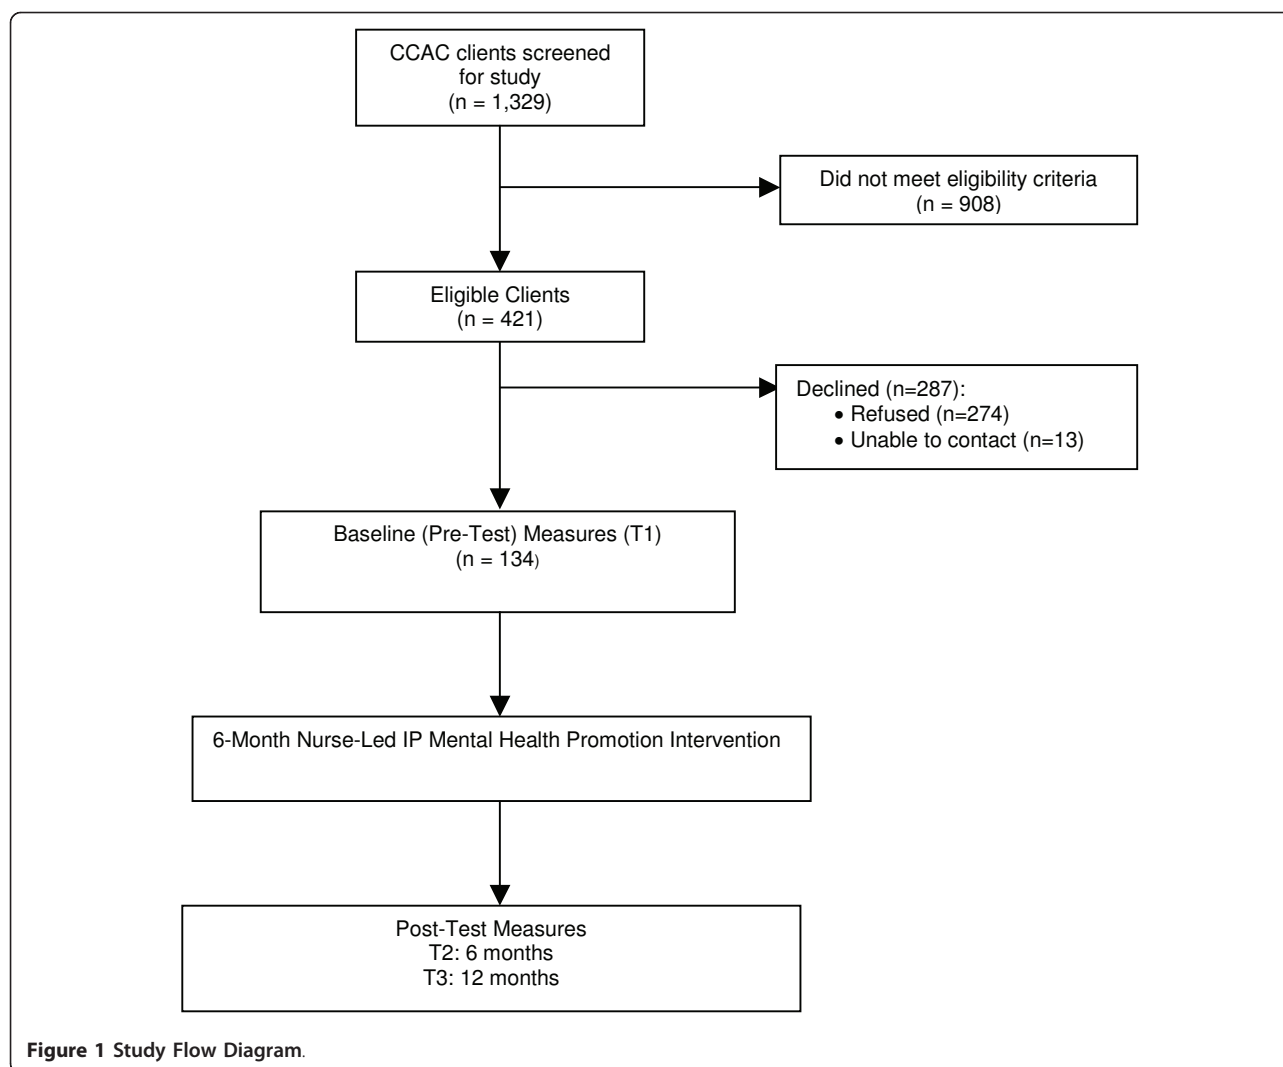 CCAC clients screened
for study
(n = 1,329)
Did not meet eligibility criteria
(n = 908)
Eligible Clients
(n = 421)
Declined (n=287):
• Refused (n=274)
• Unable to contact (n=13)
Baseline (Pre-Test) Measures (T1)
(n = 134)
6-Month Nurse-Led IP Mental Health Promotion Intervention
Post-Test Measures
T2: 6 months
T3: 12 months
Figure 1 Study Flow Diagram.